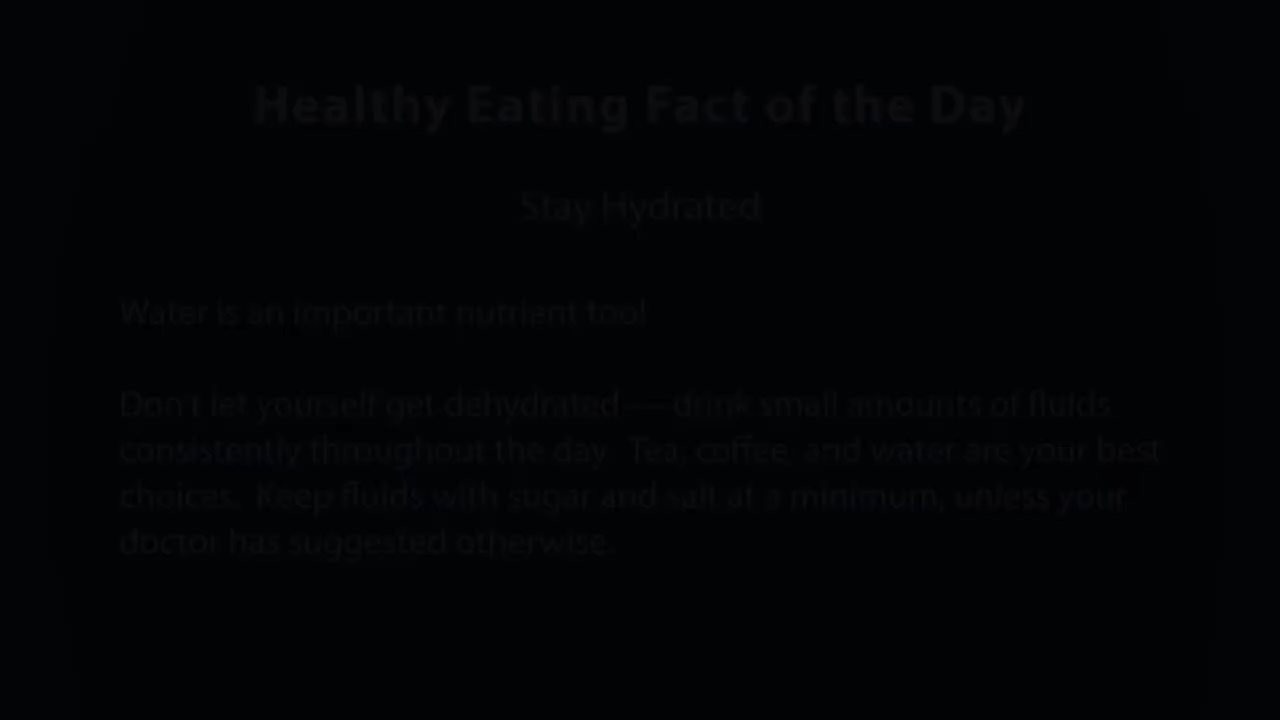 Healthy Eating Fact of the Day
Stay Hydrated
Water is an important nutrient too!
Don't let yourself get dehydrated — drink small amounts of fluids
consistently throughout the day. Tea, coffee, and water are your best
choices. Keep fluids with sugar and salt at a minimum, unless your
doctor has suggested otherwise.